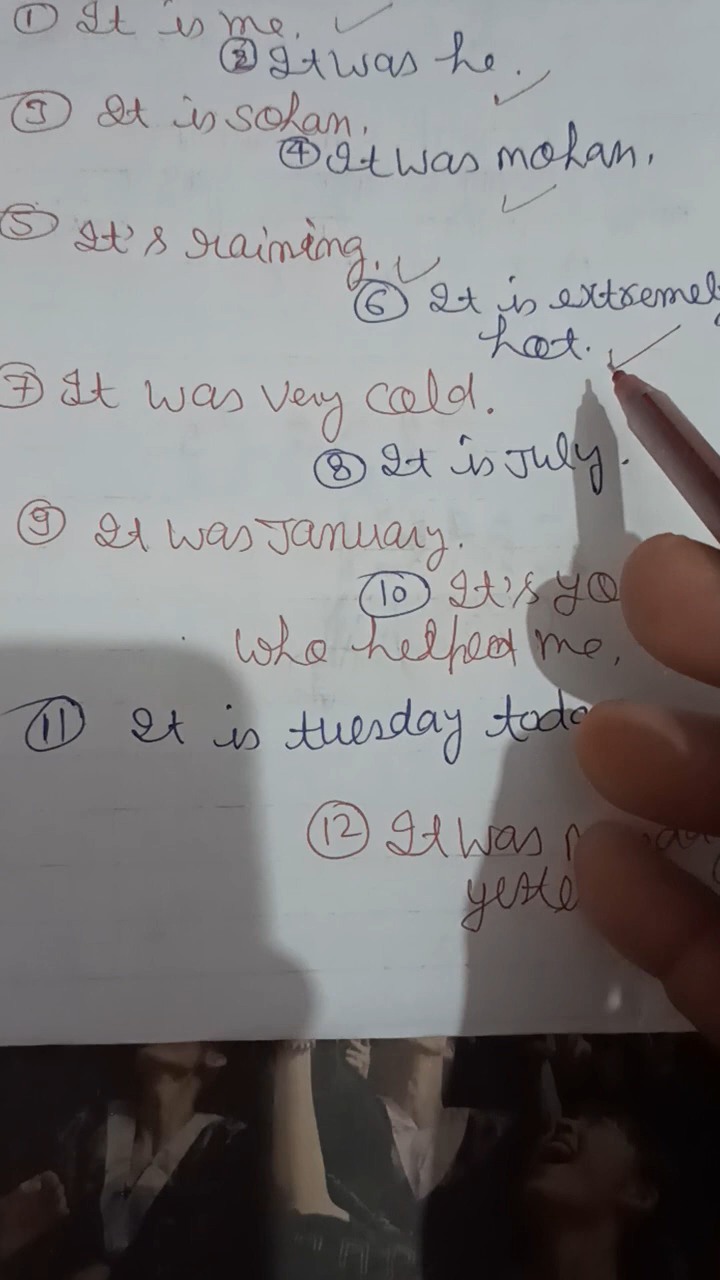 ① It is me.
② It was he.
③ It is sohan.
④ It was mohan.
⑤ It's raining.
⑥ It is extremely
hot.
⑦ It was very cold.
⑧ It is July.
⑨ It was January.
⑩ It's
who helped me.
⑪ It is tuesday
⑫ It was